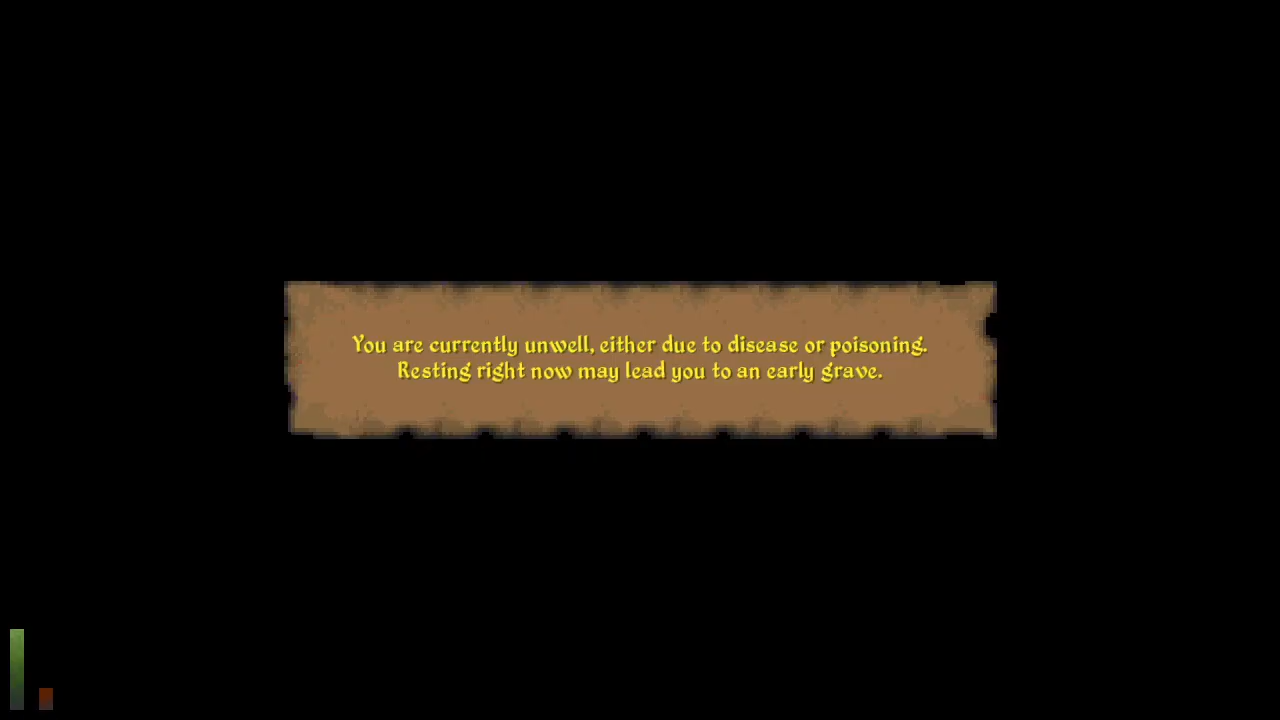 You are currently unwell, either due to disease or poisoning.
Resting right now may lead you to an early grave.